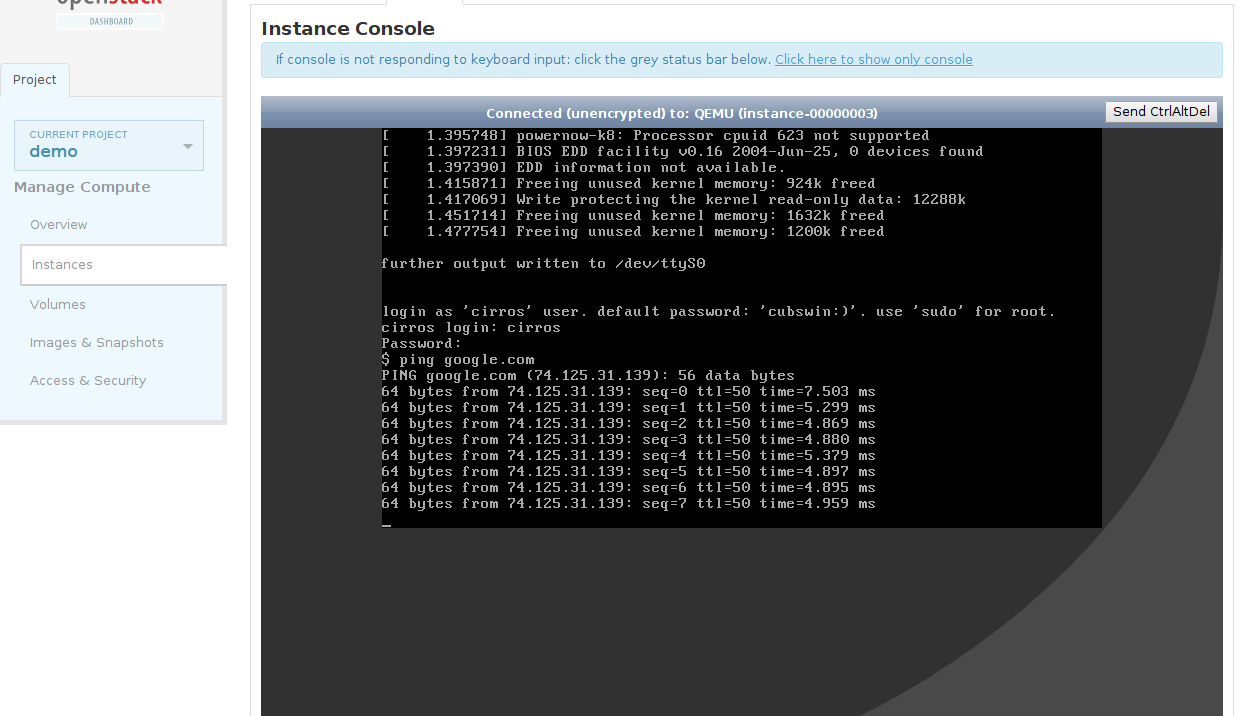 openstack
DASHBOARD
Project
CURRENT PROJECT
demo
Manage Compute
Overview
Instances
Volumes
Images & Snapshots
Access & Security
Instance Console
If console is not responding to keyboard input: click the grey status bar below. Click here to show only console
Connected (unencrypted) to: QEMU (instance-00000003)
Send CtrlAltDel
[    1.395748] powernow-k8: Processor cpuid 623 not supported
[    1.397231] BIOS EDD facility v0.16 2004-Jun-25, 0 devices found
[    1.397390] EDD information not available.
[    1.415871] Freeing unused kernel memory: 924k freed
[    1.417069] Write protecting the kernel read-only data: 12288k
[    1.451714] Freeing unused kernel memory: 1632k freed
[    1.477754] Freeing unused kernel memory: 1200k freed
further output written to /dev/ttyS0
login as 'cirros' user. default password: 'cubswin:)'. use 'sudo' for root.
cirros login: cirros
Password:
$ ping google.com
PING google.com (74.125.31.139): 56 data bytes
64 bytes from 74.125.31.139: seq=0 ttl=50 time=7.503 ms
64 bytes from 74.125.31.139: seq=1 ttl=50 time=5.299 ms
64 bytes from 74.125.31.139: seq=2 ttl=50 time=4.869 ms
64 bytes from 74.125.31.139: seq=3 ttl=50 time=4.880 ms
64 bytes from 74.125.31.139: seq=4 ttl=50 time=5.379 ms
64 bytes from 74.125.31.139: seq=5 ttl=50 time=4.897 ms
64 bytes from 74.125.31.139: seq=6 ttl=50 time=4.895 ms
64 bytes from 74.125.31.139: seq=7 ttl=50 time=4.959 ms
_